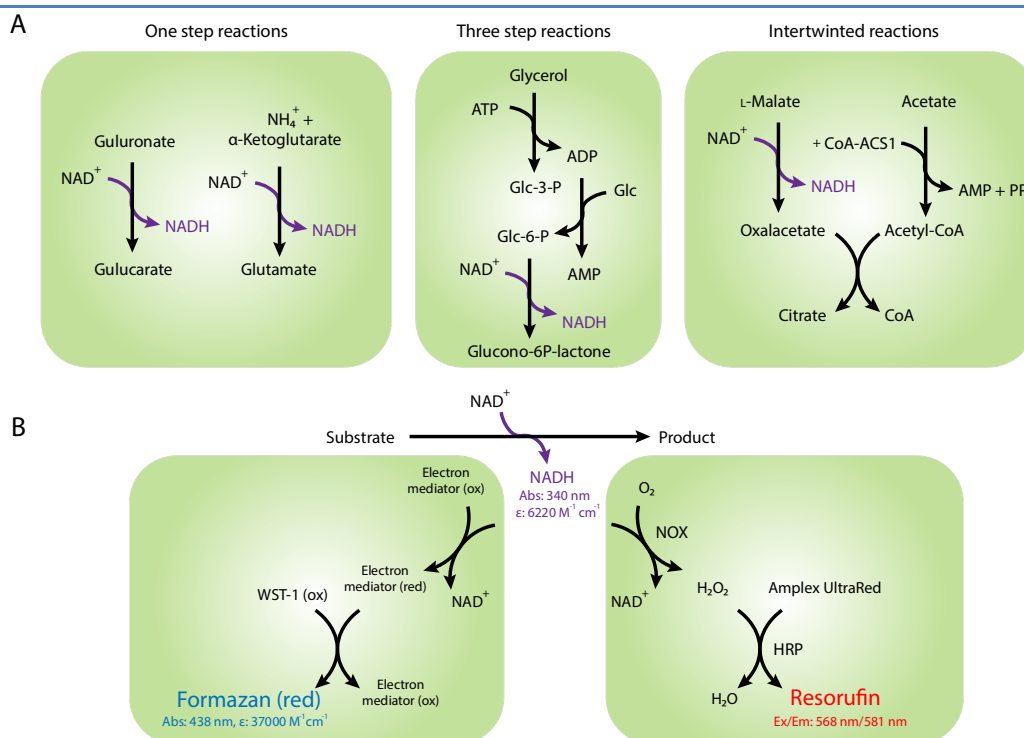 A
One step reactions
Three step reactions
Intertwinted reactions
Guluronate
NAD+
NADH
Gulucarate
NH4+ +
α-Ketoglutarate
NAD+
NADH
Glutamate
Glycerol
ATP
ADP
Glc-3-P
Glc
Glc-6-P
NAD+
AMP
NADH
Glucono-6P-lactone
L-Malate
NAD+
NADH
Oxalacetate
Acetate
+ CoA-ACS1
AMP + PP
Acetyl-CoA
Citrate
CoA
B
NAD+
Substrate
Product
NADH
Abs: 340 nm
ε: 6220 M-1 cm-1
Electron
mediator (ox)
Electron
mediator (red)
NAD+
WST-1 (ox)
Electron
mediator (ox)
Formazan (red)
Abs: 438 nm, ε: 37000 M-1cm-1
O2
NOX
NAD+
H2O2
Amplex UltraRed
HRP
H2O
Resorufin
Ex/Em: 568 nm/581 nm